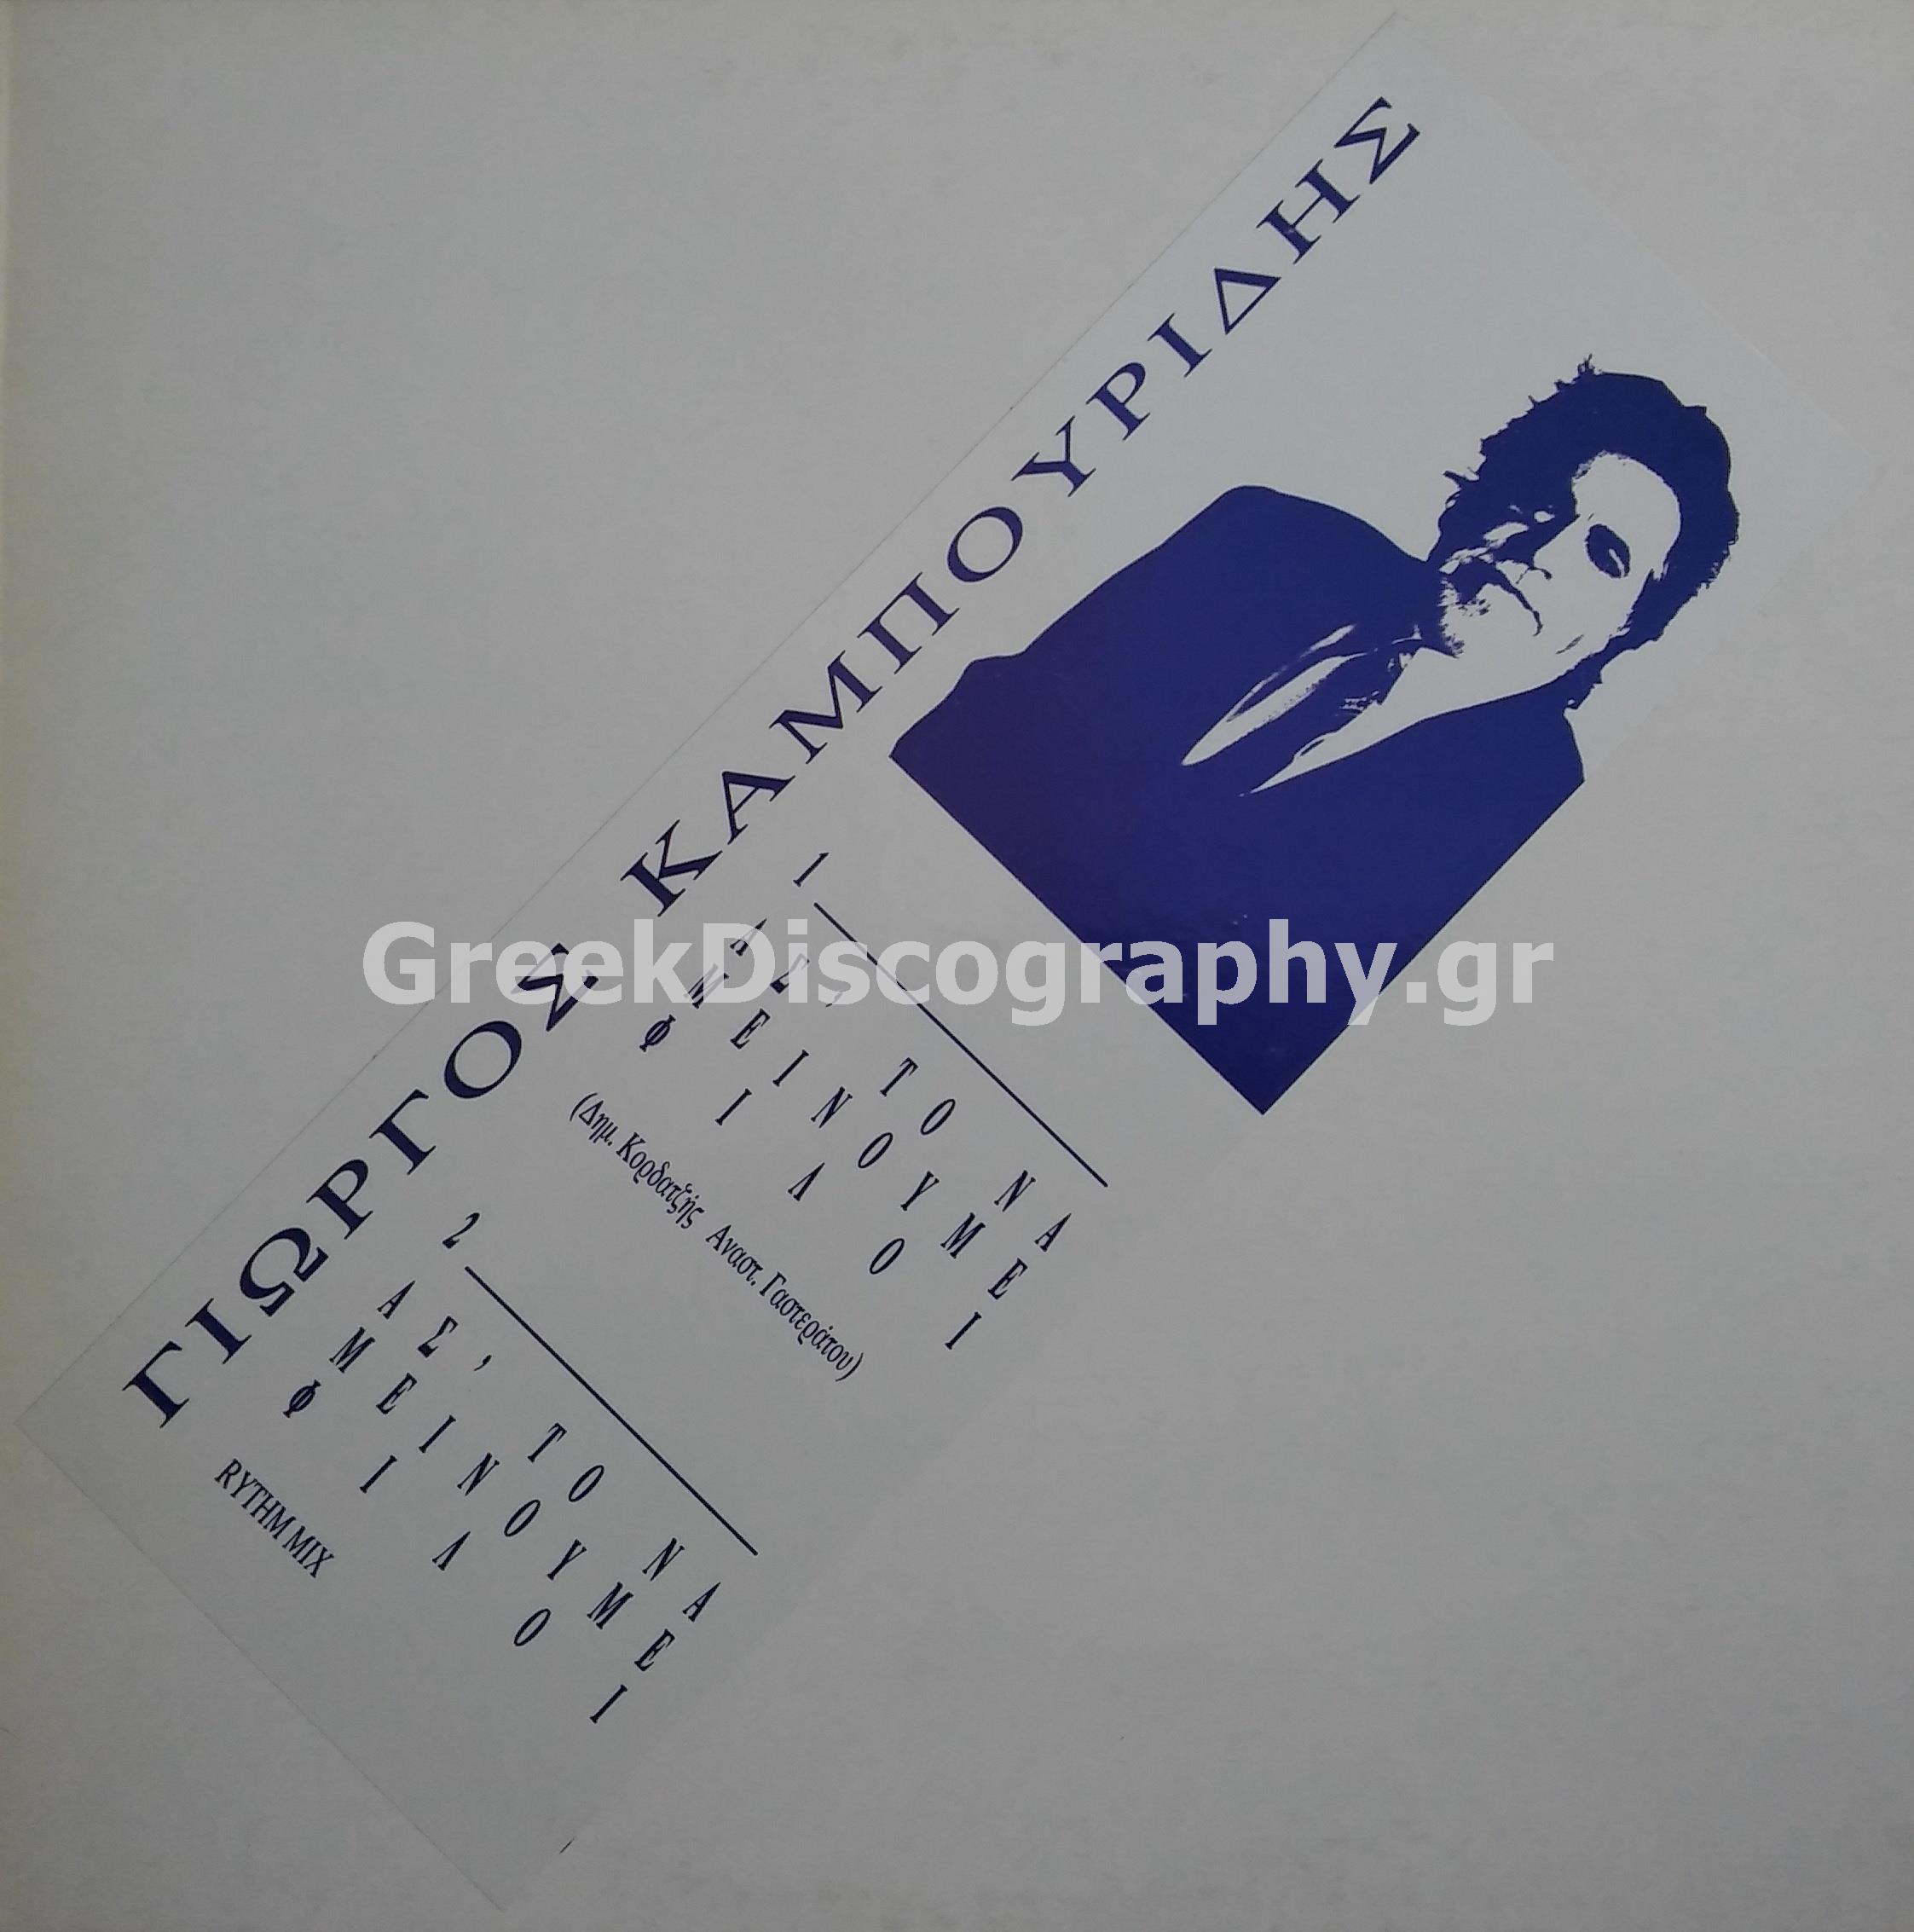 ΓΙΩΡΓΟΣ ΚΑΜΠΟΥΡΙΔΗΣ
1
ΑΣ' ΤΟ ΝΑ
ΜΕΙΝΟΥΜΕ
ΦΙΛΟΙ
(Δημ. Κορδατζής Αναστ. Γαστεράτου)
2
ΑΣ' ΤΟ ΝΑ
ΜΕΙΝΟΥΜΕ
ΦΙΛΟΙ
RYTHM MIX
GreekDiscography.gr